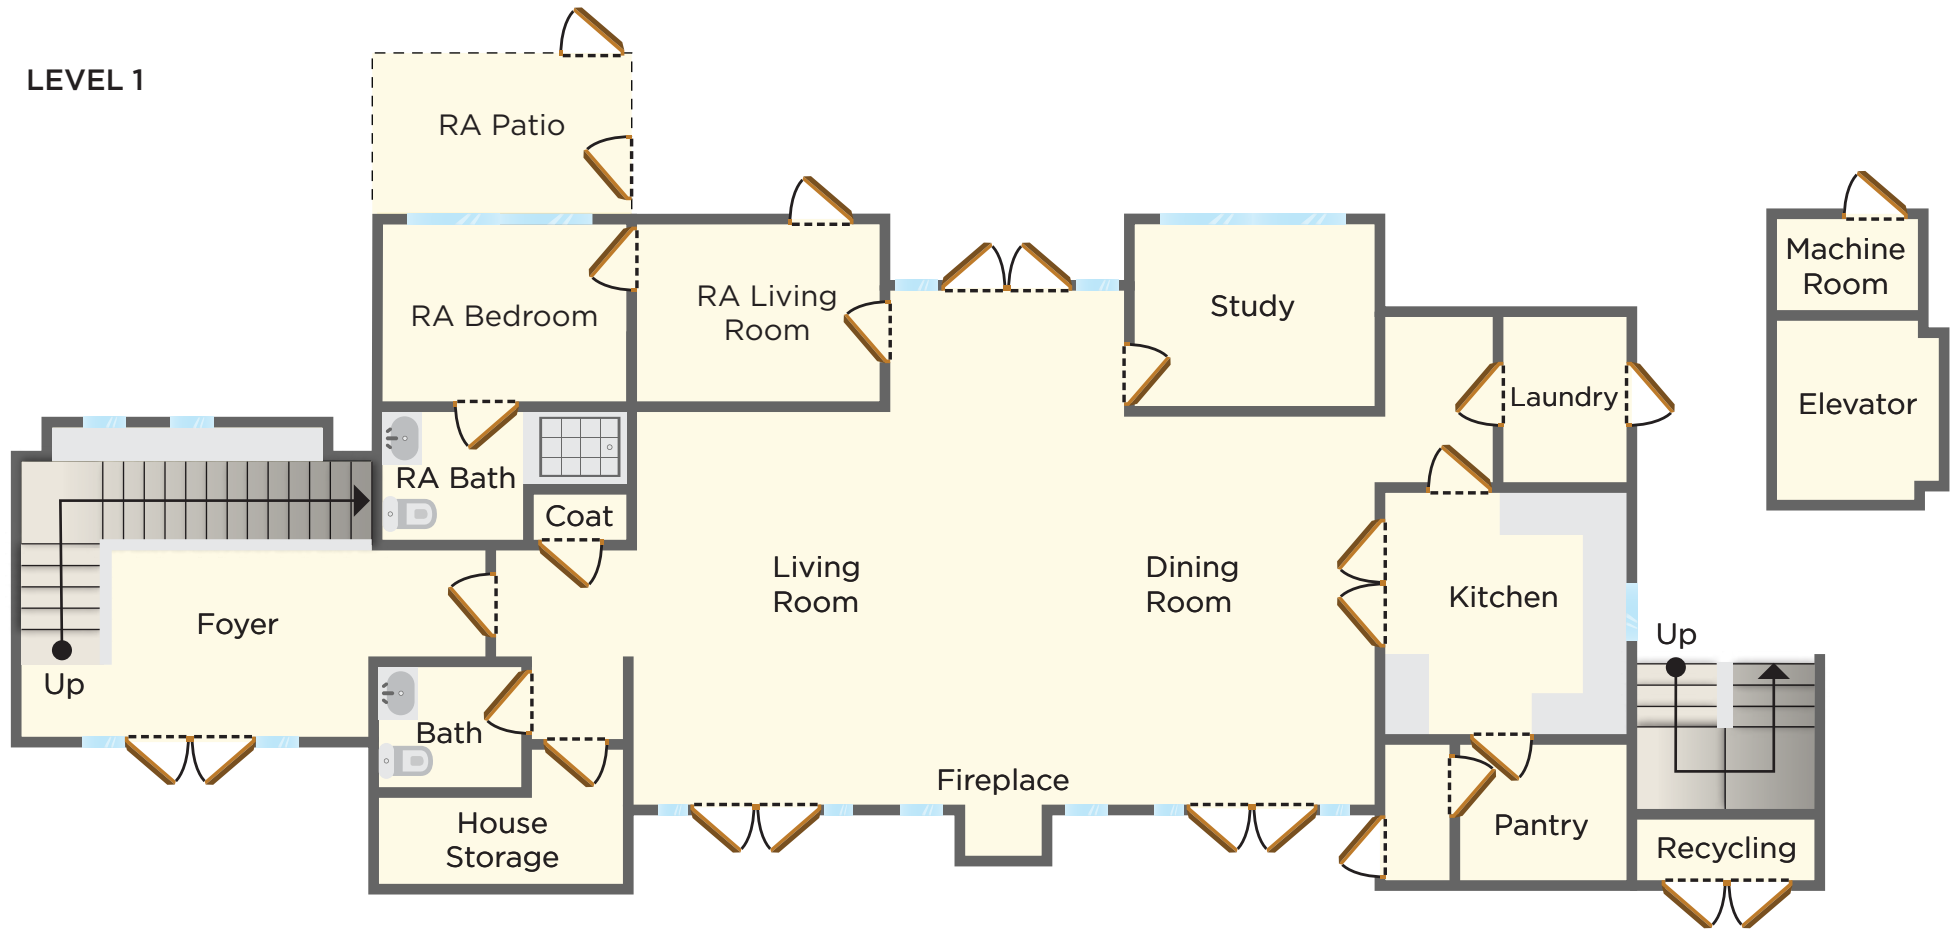 LEVEL 1
RA Patio
RA Bedroom
RA Living
Room
Study
Machine
Room
Elevator
Laundry
RA Bath
Coat
Living
Room
Dining
Room
Kitchen
Foyer
Up
Up
Bath
Fireplace
House
Storage
Pantry
Recycling